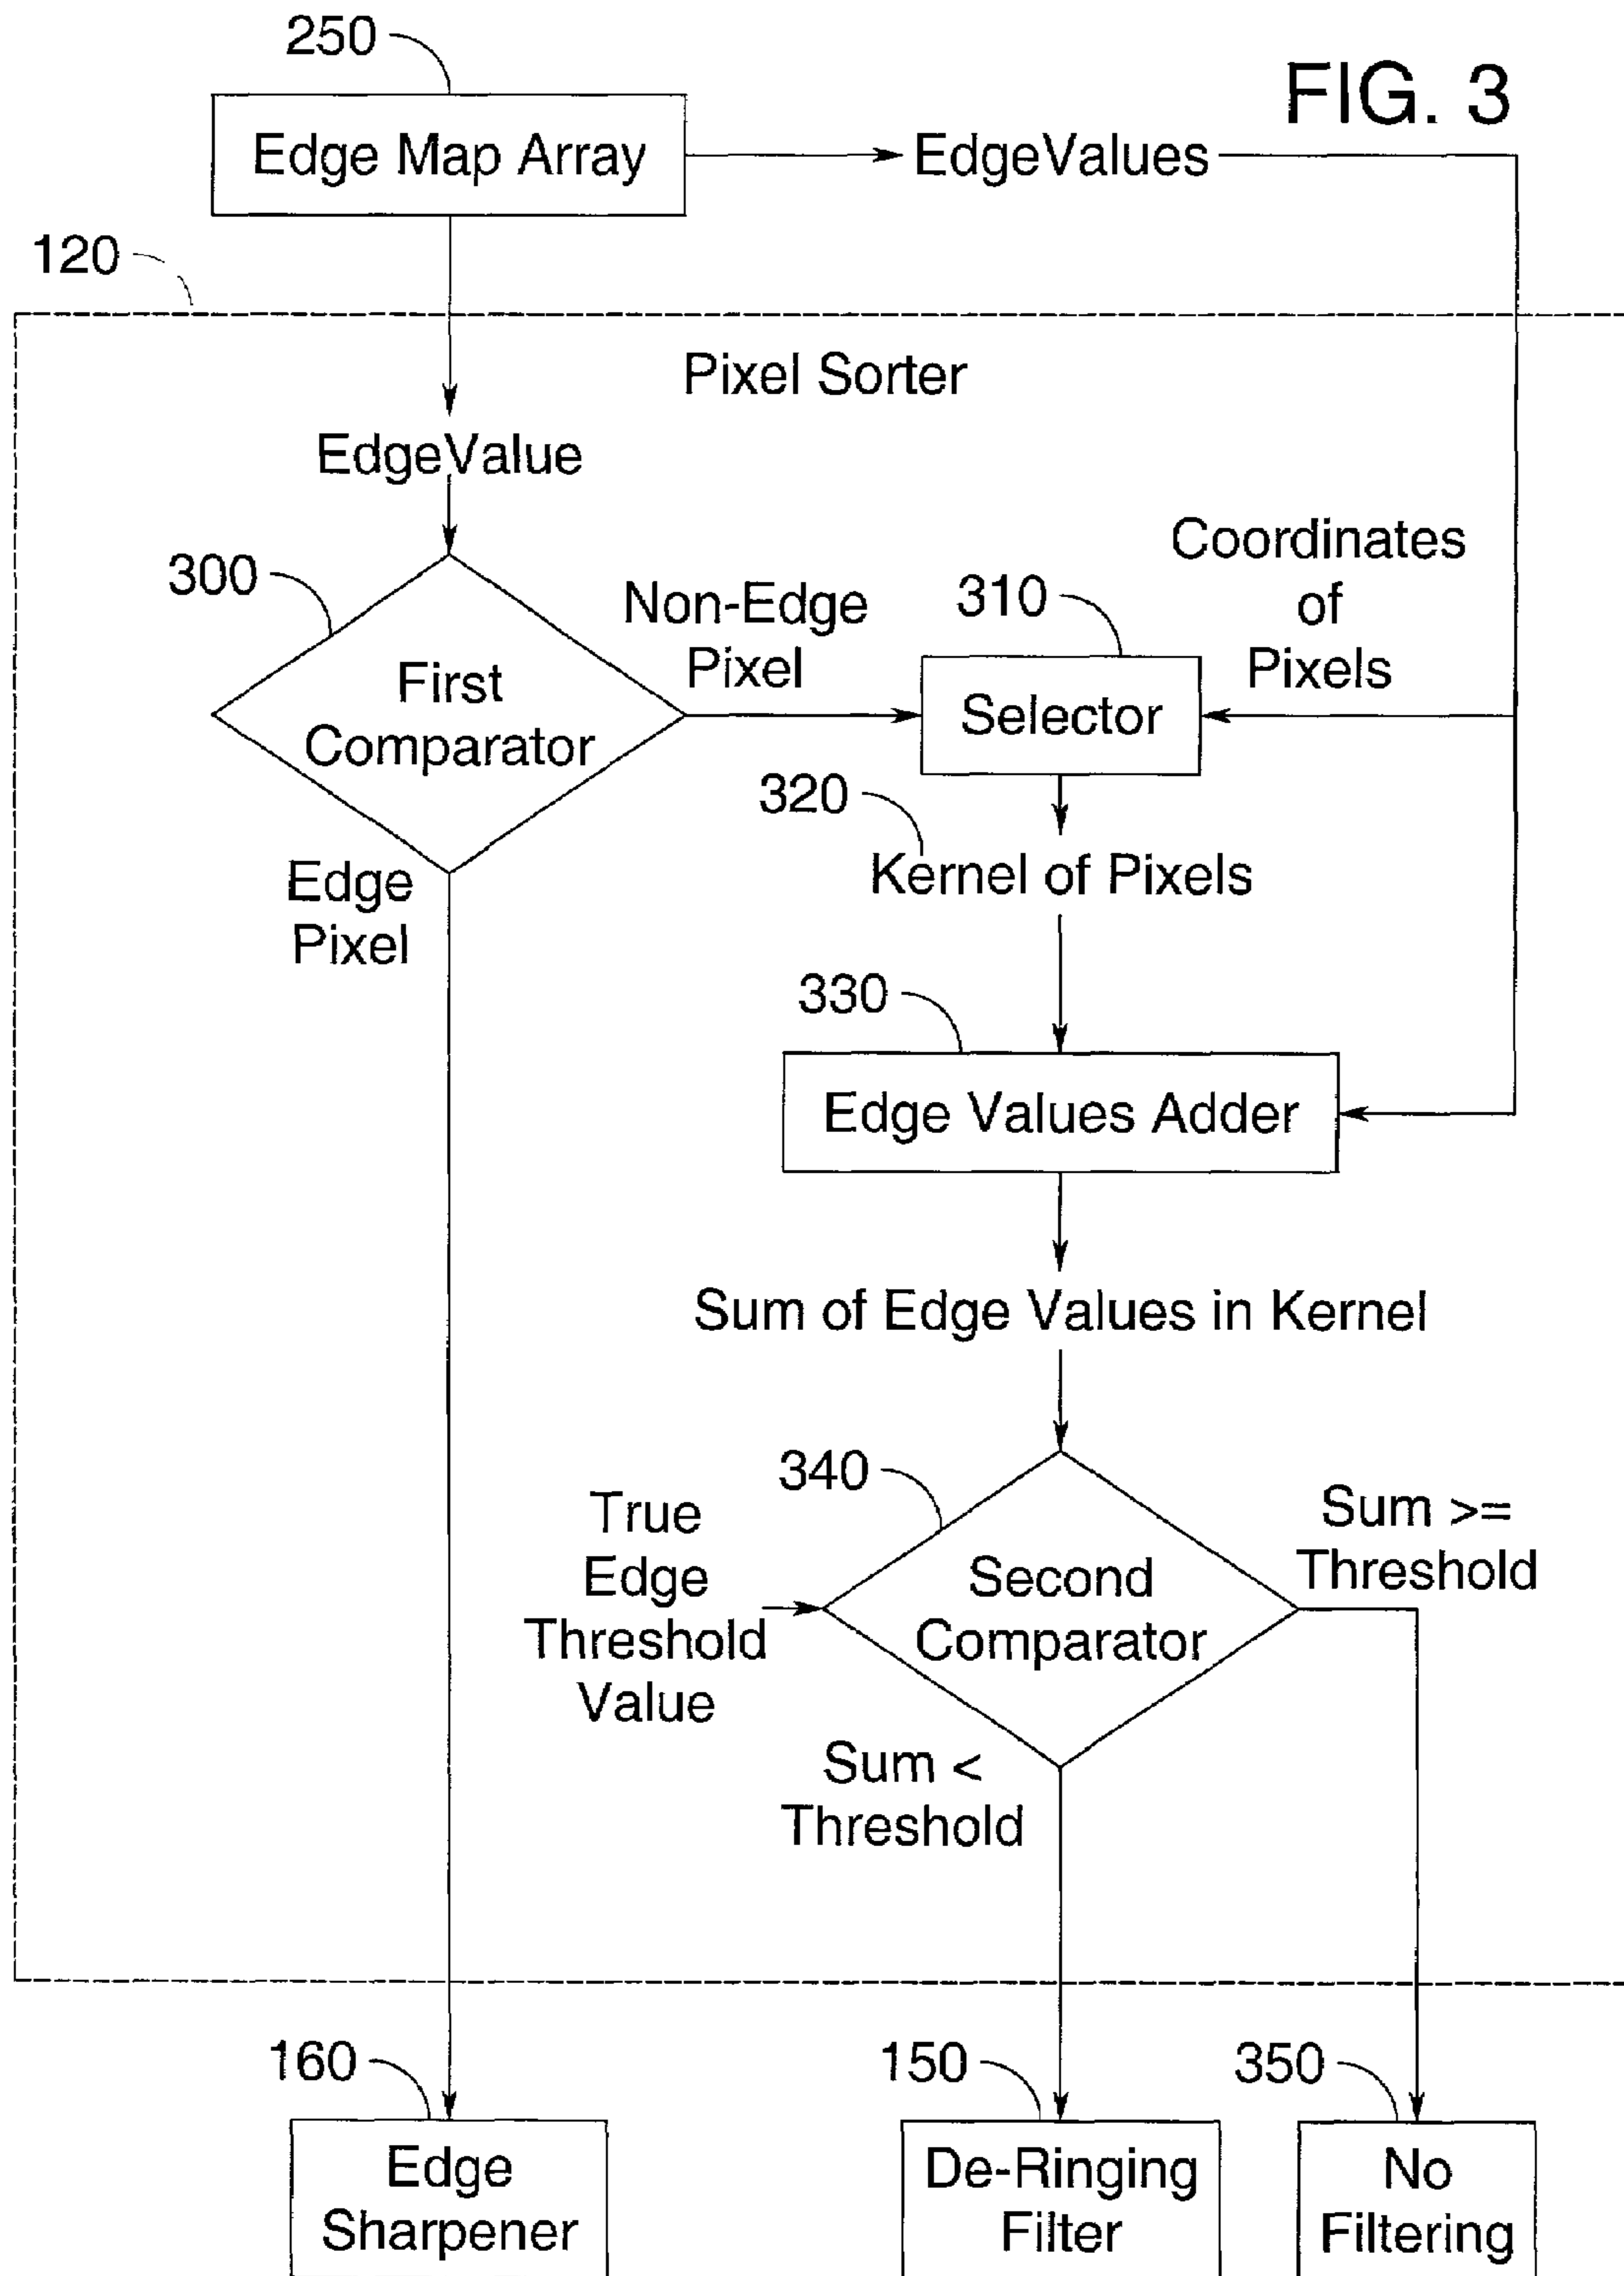 250
FIG. 3
Edge Map Array
EdgeValues
120
Pixel Sorter
EdgeValue
300
First
Comparator
Non-Edge
Pixel
310
Selector
Coordinates
of
Pixels
320
Kernel of Pixels
Edge
Pixel
330
Edge Values Adder
Sum of Edge Values in Kernel
340
True
Edge
Threshold
Value
Second
Comparator
Sum >=
Threshold
Sum <
Threshold
160
Edge
Sharpener
150
De-Ringing
Filter
350
No
Filtering